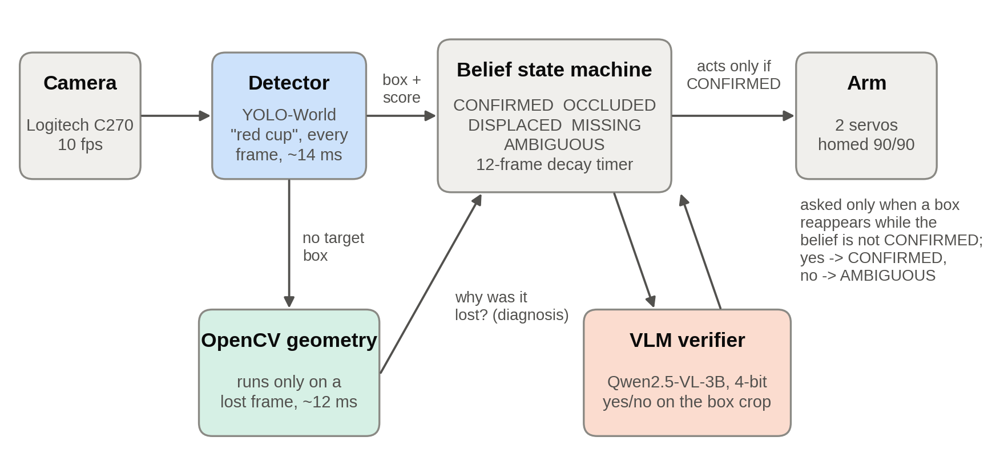 Camera
Logitech C270
10 fps
Detector
YOLO-World
"red cup", every
frame, ~14 ms
box +
score
Belief state machine
CONFIRMED  OCCLUDED
DISPLACED  MISSING
AMBIGUOUS
12-frame decay timer
acts only if
CONFIRMED
Arm
2 servos
homed 90/90
no target
box
why was it
lost? (diagnosis)
asked only when a box
reappears while the
belief is not CONFIRMED;
yes -> CONFIRMED,
no -> AMBIGUOUS
OpenCV geometry
runs only on a
lost frame, ~12 ms
VLM verifier
Qwen2.5-VL-3B, 4-bit
yes/no on the box crop